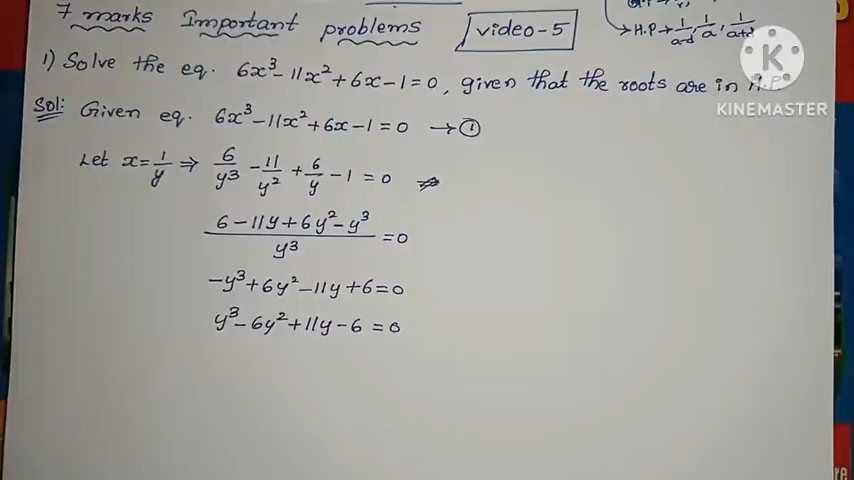 7 marks Important problems video-5
H.P → 1/a-d, 1/a, 1/a+d
1) Solve the eq. 6x³-11x²+6x-1=0, given that the roots are in H.P.
Sol: Given eq. 6x³-11x²+6x-1=0 → ①
Let x=1/y ⇒ 6/y³ - 11/y² + 6/y - 1 = 0
6-11y+6y²-y³/y³ = 0
-y³+6y²-11y+6=0
y³-6y²+11y-6=0
K
KINEMASTER